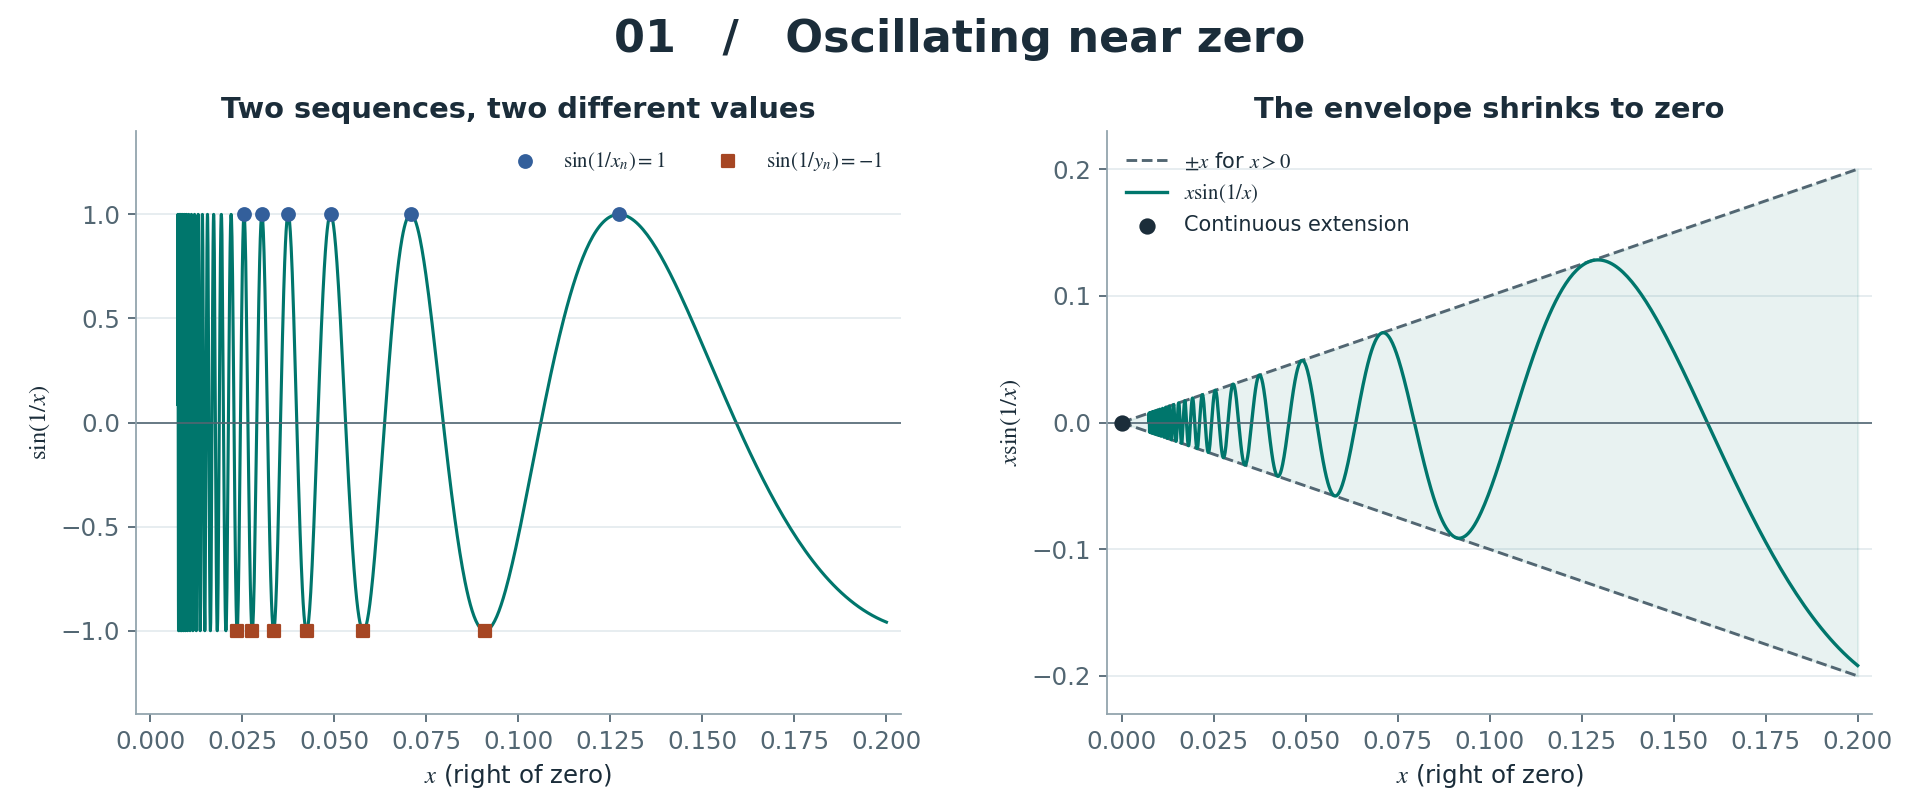 01 / Oscillating near zero
Two sequences, two different values
sin(1/xₙ) = 1
sin(1/yₙ) = −1
1.0
0.5
0.0
−0.5
−1.0
sin(1/x)
0.000 0.025 0.050 0.075 0.100 0.125 0.150 0.175 0.200
x (right of zero)
The envelope shrinks to zero
±x for x > 0
x sin(1/x)
Continuous extension
0.2
0.1
0.0
−0.1
−0.2
x sin(1/x)
0.000 0.025 0.050 0.075 0.100 0.125 0.150 0.175 0.200
x (right of zero)